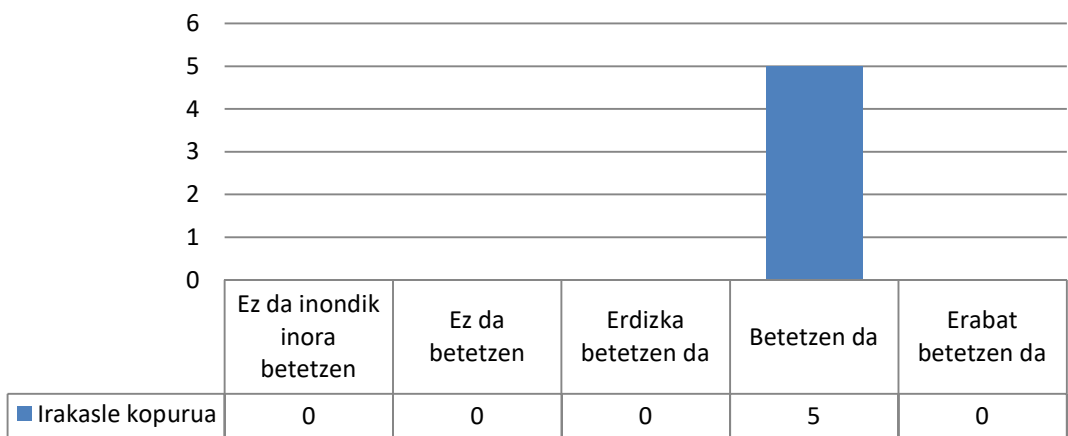 6
5
4
3
2
1
0
Ez da inondik
inora
betetzen
Ez da
betetzen
Erdizka
betetzen da
Betetzen da
Erabat
betetzen da
Irakasle kopurua 0 0 0 5 0